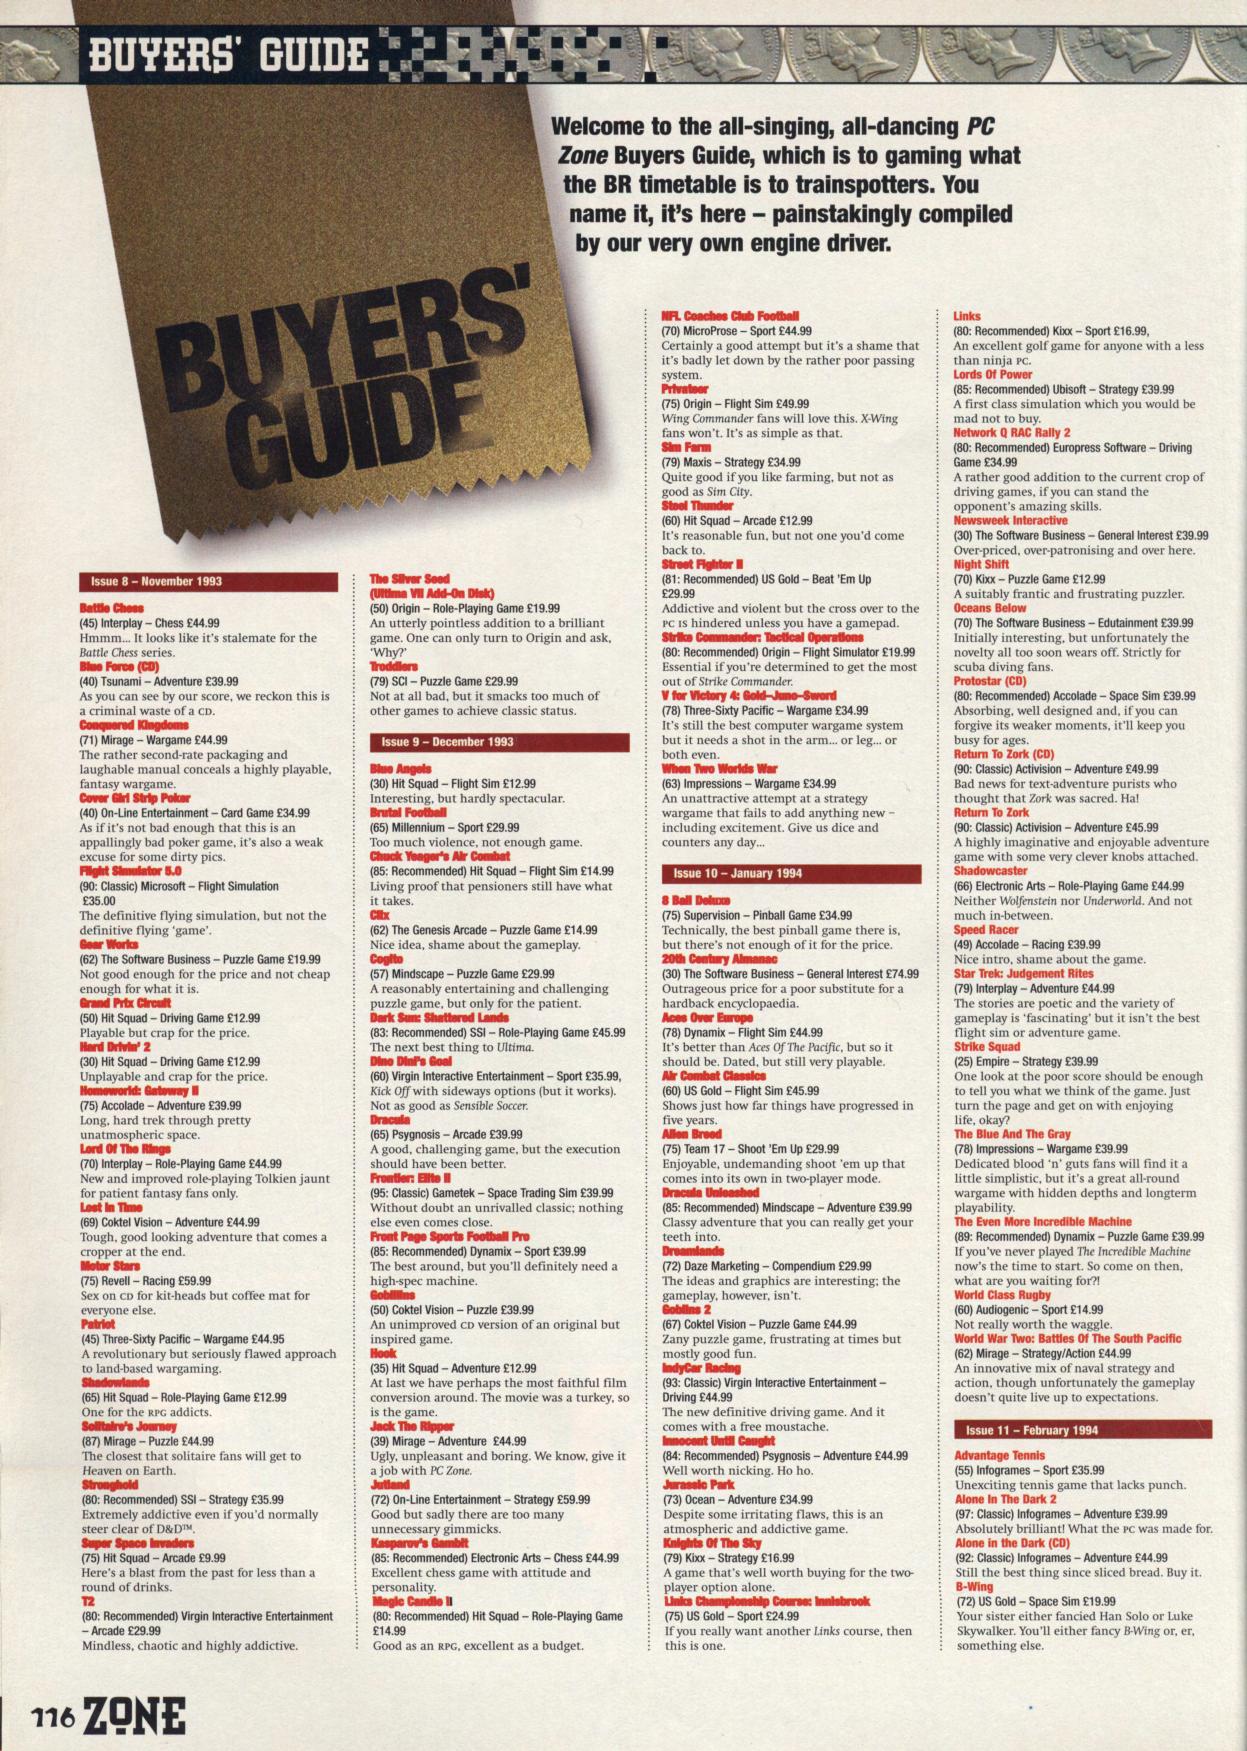 BUYERS' GUIDE
Welcome to the all-singing, all-dancing PC
Zone Buyers Guide, which is to gaming what
the BR timetable is to trainspotters. You
name it, it's here – painstakingly compiled
by our very own engine driver.
BUYERS'
GUIDE
Issue 8 – November 1993
Battle Chess
(45) Interplay – Chess £44.99
Hmmm... It looks like it's stalemate for the
Battle Chess series.
Blue Force (CD)
(40) Tsunami – Adventure £39.99
As you can see by our score, we reckon this is
a criminal waste of a CD.
Conquered Kingdoms
(71) Mirage – Wargame £44.99
The rather second-rate packaging and
laughable manual conceals a highly playable,
fantasy wargame.
Cover Girl Strip Poker
(40) On-Line Entertainment – Card Game £34.99
As if it's not bad enough that this is an
appallingly bad poker game, it's also a weak
excuse for some dirty pics.
Flight Simulator 5.0
(90: Classic) Microsoft – Flight Simulation
£35.00
The definitive flying simulation, but not the
definitive flying 'game'.
Gear Works
(62) The Software Business – Puzzle Game £19.99
Not good enough for the price and not cheap
enough for what it is.
Grand Prix Circuit
(50) Hit Squad – Driving Game £12.99
Playable but crap for the price.
Hard Drivin' 2
(30) Hit Squad – Driving Game £12.99
Unplayable and crap for the price.
Homeworld: Gateway II
(75) Accolade – Adventure £39.99
Long, hard trek through pretty
unatmospheric space.
Lord Of The Rings
(70) Interplay – Role-Playing Game £44.99
New and improved role-playing Tolkien jaunt
for patient fantasy fans only.
Lost In Time
(69) Coktel Vision – Adventure £44.99
Tough, good looking adventure that comes a
cropper at the end.
Motor Stars
(75) Revell – Racing £59.99
Sex on CD for kit-heads but coffee mat for
everyone else.
Patriot
(45) Three-Sixty Pacific – Wargame £44.95
A revolutionary but seriously flawed approach
to land-based wargaming.
Shadowlands
(65) Hit Squad – Role-Playing Game £12.99
One for the RPG addicts.
Solitaire's Journey
(87) Mirage – Puzzle £44.99
The closest that solitaire fans will get to
Heaven on Earth.
Stronghold
(80: Recommended) SSI – Strategy £35.99
Extremely addictive even if you'd normally
steer clear of D&D™.
Super Space Invaders
(75) Hit Squad – Arcade £9.99
Here's a blast from the past for less than a
round of drinks.
T2
(80: Recommended) Virgin Interactive Entertainment
– Arcade £29.99
Mindless, chaotic and highly addictive.
The Silver Seed
(Ultima VII Add-On Disk)
(50) Origin – Role-Playing Game £19.99
An utterly pointless addition to a brilliant
game. One can only turn to Origin and ask,
'Why?'
Troddlers
(79) SCI – Puzzle Game £29.99
Not at all bad, but it smacks too much of
other games to achieve classic status.
Issue 9 – December 1993
Blue Angels
(30) Hit Squad – Flight Sim £12.99
Interesting, but hardly spectacular.
Brutal Football
(65) Millennium – Sport £29.99
Too much violence, not enough game.
Chuck Yeager's Air Combat
(85: Recommended) Hit Squad – Flight Sim £14.99
Living proof that pensioners still have what
it takes.
Clix
(62) The Genesis Arcade – Puzzle Game £14.99
Nice idea, shame about the gameplay.
Cogito
(57) Mindscape – Puzzle Game £29.99
A reasonably entertaining and challenging
puzzle game, but only for the patient.
Dark Sun: Shattered Lands
(83: Recommended) SSI – Role-Playing Game £45.99
The next best thing to Ultima.
Dino Dini's Goal
(60) Virgin Interactive Entertainment – Sport £35.99,
Kick Off with sideways options (but it works).
Not as good as Sensible Soccer.
Dracula
(65) Psygnosis – Arcade £39.99
A good, challenging game, but the execution
should have been better.
Frontier: Elite II
(95: Classic) Gametek – Space Trading Sim £39.99
Without doubt an unrivalled classic; nothing
else even comes close.
Front Page Sports Football Pro
(85: Recommended) Dynamix – Sport £39.99
The best around, but you'll definitely need a
high-spec machine.
Gobliiins
(50) Coktel Vision – Puzzle £39.99
An unimproved CD version of an original but
inspired game.
Hook
(35) Hit Squad – Adventure £12.99
At last we have perhaps the most faithful film
conversion around. The movie was a turkey, so
is the game.
Jack The Ripper
(39) Mirage – Adventure £44.99
Ugly, unpleasant and boring. We know, give it
a job with PC Zone.
Jutland
(72) On-Line Entertainment – Strategy £59.99
Good but sadly there are too many
unnecessary gimmicks.
Kasparov's Gambit
(85: Recommended) Electronic Arts – Chess £44.99
Excellent chess game with attitude and
personality.
Magic Candle II
(80: Recommended) Hit Squad – Role-Playing Game
£14.99
Good as an RPG, excellent as a budget.
NFL Coaches Club Football
(70) MicroProse – Sport £44.99
Certainly a good attempt but it's a shame that
it's badly let down by the rather poor passing
system.
Privateer
(75) Origin – Flight Sim £49.99
Wing Commander fans will love this. X-Wing
fans won't. It's as simple as that.
Sim Farm
(79) Maxis – Strategy £34.99
Quite good if you like farming, but not as
good as Sim City.
Steel Thunder
(60) Hit Squad – Arcade £12.99
It's reasonable fun, but not one you'd come
back to.
Street Fighter II
(81: Recommended) US Gold – Beat 'Em Up
£29.99
Addictive and violent but the cross over to the
PC IS hindered unless you have a gamepad.
Strike Commander: Tactical Operations
(80: Recommended) Origin – Flight Simulator £19.99
Essential if you're determined to get the most
out of Strike Commander.
V for Victory 4: Gold–Juno–Sword
(78) Three-Sixty Pacific – Wargame £34.99
It's still the best computer wargame system
but it needs a shot in the arm... or leg... or
both even.
When Two Worlds War
(63) Impressions – Wargame £34.99
An unattractive attempt at a strategy
wargame that fails to add anything new –
including excitement. Give us dice and
counters any day...
Issue 10 – January 1994
8 Ball Deluxe
(75) Supervision – Pinball Game £34.99
Technically, the best pinball game there is,
but there's not enough of it for the price.
20th Century Almanac
(30) The Software Business – General Interest £74.99
Outrageous price for a poor substitute for a
hardback encyclopaedia.
Aces Over Europe
(78) Dynamix – Flight Sim £44.99
It's better than Aces Of The Pacific, but so it
should be. Dated, but still very playable.
Air Combat Classics
(60) US Gold – Flight Sim £45.99
Shows just how far things have progressed in
five years.
Alien Breed
(75) Team 17 – Shoot 'Em Up £29.99
Enjoyable, undemanding shoot 'em up that
comes into its own in two-player mode.
Dracula Unleashed
(85: Recommended) Mindscape – Adventure £39.99
Classy adventure that you can really get your
teeth into.
Dreamlands
(72) Daze Marketing – Compendium £29.99
The ideas and graphics are interesting; the
gameplay, however, isn't.
Goblins 2
(67) Coktel Vision – Puzzle Game £44.99
Zany puzzle game, frustrating at times but
mostly good fun.
IndyCar Racing
(93: Classic) Virgin Interactive Entertainment –
Driving £44.99
The new definitive driving game. And it
comes with a free moustache.
Innocent Until Caught
(84: Recommended) Psygnosis – Adventure £44.99
Well worth nicking. Ho ho.
Jurassic Park
(73) Ocean – Adventure £34.99
Despite some irritating flaws, this is an
atmospheric and addictive game.
Knights Of The Sky
(79) Kixx – Strategy £16.99
A game that's well worth buying for the two-
player option alone.
Links Championship Course: Innisbrook
(75) US Gold – Sport £24.99
If you really want another Links course, then
this is one.
Links
(80: Recommended) Kixx – Sport £16.99,
An excellent golf game for anyone with a less
than ninja PC.
Lords Of Power
(85: Recommended) Ubisoft – Strategy £39.99
A first class simulation which you would be
mad not to buy.
Network Q RAC Rally 2
(80: Recommended) Europress Software – Driving
Game £34.99
A rather good addition to the current crop of
driving games, if you can stand the
opponent's amazing skills.
Newsweek Interactive
(30) The Software Business – General Interest £39.99
Over-priced, over-patronising and over here.
Night Shift
(70) Kixx – Puzzle Game £12.99
A suitably frantic and frustrating puzzler.
Oceans Below
(70) The Software Business – Edutainment £39.99
Initially interesting, but unfortunately the
novelty all too soon wears off. Strictly for
scuba diving fans.
Protostar (CD)
(80: Recommended) Accolade – Space Sim £39.99
Absorbing, well designed and, if you can
forgive its weaker moments, it'll keep you
busy for ages.
Return To Zork (CD)
(90: Classic) Activision – Adventure £49.99
Bad news for text-adventure purists who
thought that Zork was sacred. Ha!
Return To Zork
(90: Classic) Activision – Adventure £45.99
A highly imaginative and enjoyable adventure
game with some very clever knobs attached.
Shadowcaster
(66) Electronic Arts – Role-Playing Game £44.99
Neither Wolfenstein nor Underworld. And not
much in-between.
Speed Racer
(49) Accolade – Racing £39.99
Nice intro, shame about the game.
Star Trek: Judgement Rites
(79) Interplay – Adventure £44.99
The stories are poetic and the variety of
gameplay is 'fascinating' but it isn't the best
flight sim or adventure game.
Strike Squad
(25) Empire – Strategy £39.99
One look at the poor score should be enough
to tell you what we think of the game. Just
turn the page and get on with enjoying
life, okay?
The Blue And The Gray
(78) Impressions – Wargame £39.99
Dedicated blood 'n' guts fans will find it a
little simplistic, but it's a great all-round
wargame with hidden depths and longterm
playability.
The Even More Incredible Machine
(89: Recommended) Dynamix – Puzzle Game £39.99
If you've never played The Incredible Machine
now's the time to start. So come on then,
what are you waiting for?!
World Class Rugby
(60) Audiogenic – Sport £14.99
Not really worth the waggle.
World War Two: Battles Of The South Pacific
(62) Mirage – Strategy/Action £44.99
An innovative mix of naval strategy and
action, though unfortunately the gameplay
doesn't quite live up to expectations.
Issue 11 – February 1994
Advantage Tennis
(55) Infogrames – Sport £35.99
Unexciting tennis game that lacks punch.
Alone In The Dark 2
(97: Classic) Infogrames – Adventure £39.99
Absolutely brilliant! What the PC was made for.
Alone in the Dark (CD)
(92: Classic) Infogrames – Adventure £44.99
Still the best thing since sliced bread. Buy it.
B-Wing
(72) US Gold – Space Sim £19.99
Your sister either fancied Han Solo or Luke
Skywalker. You'll either fancy B-Wing or, er,
something else.
116 ZONE